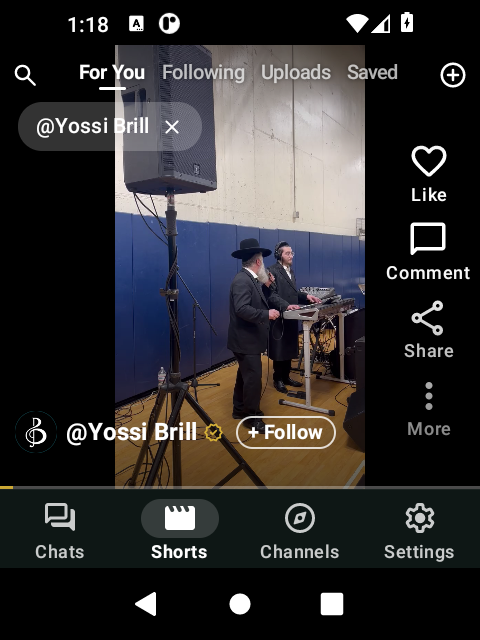 1:18
For You
Following
Uploads
Saved
@Yossi Brill
Like
Comment
Share
More
@Yossi Brill
+ Follow
Chats
Shorts
Channels
Settings